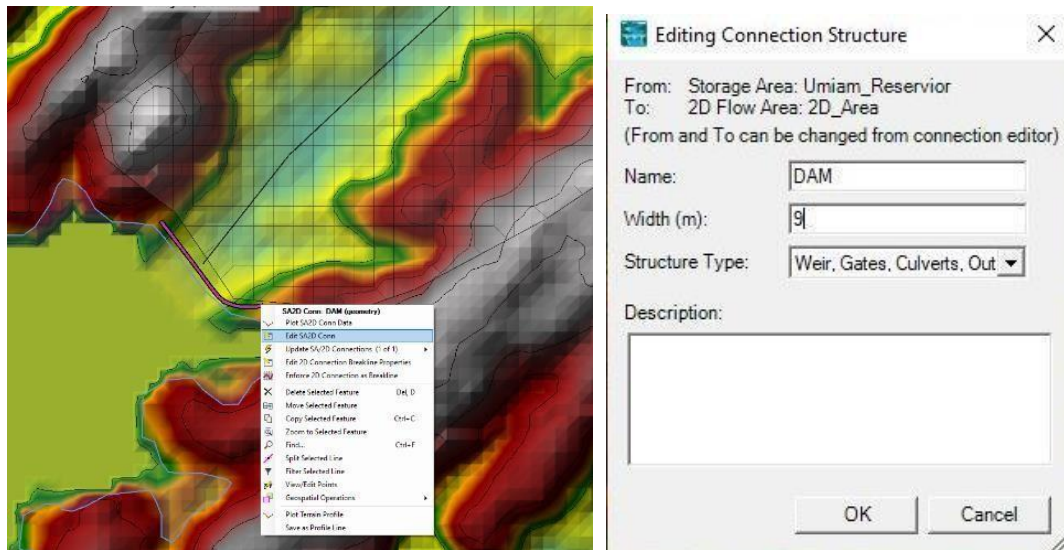 SA2D Conn: DAM (geometry)
Plot SA2D Conn Data
Edit SA2D Conn
Update SA/2D Connections (1 of 1)
Edit 2D Connection Breakline Properties
Enforce 2D Connection as Breakline
Delete Selected Feature Del, D
Move Selected Feature
Copy Selected Feature Ctrl+C
Zoom to Selected Feature
Find... Ctrl+F
Split Selected Line
Filter Selected Line
View/Edit Points
Geospatial Operations
Plot Terrain Profile
Save as Profile Line
Editing Connection Structure
From: Storage Area: Umiam_Reservior
To: 2D Flow Area: 2D_Area
(From and To can be changed from connection editor)
Name: DAM
Width (m): 9
Structure Type: Weir, Gates, Culverts, Out
Description:
OK Cancel